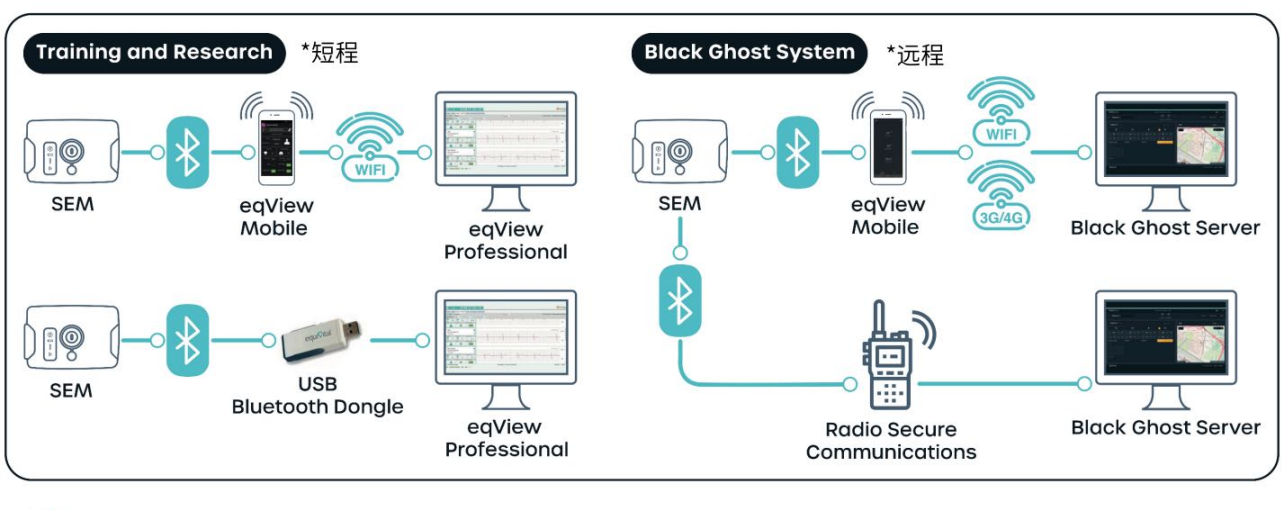 Training and Research
*短程
SEM
eqView
Mobile
WIFI
eqView
Professional
SEM
equivital
USB
Bluetooth Dongle
eqView
Professional
Black Ghost System
*远程
SEM
eqView
Mobile
WIFI
3G/4G
Black Ghost Server
Radio Secure
Communications
Black Ghost Server